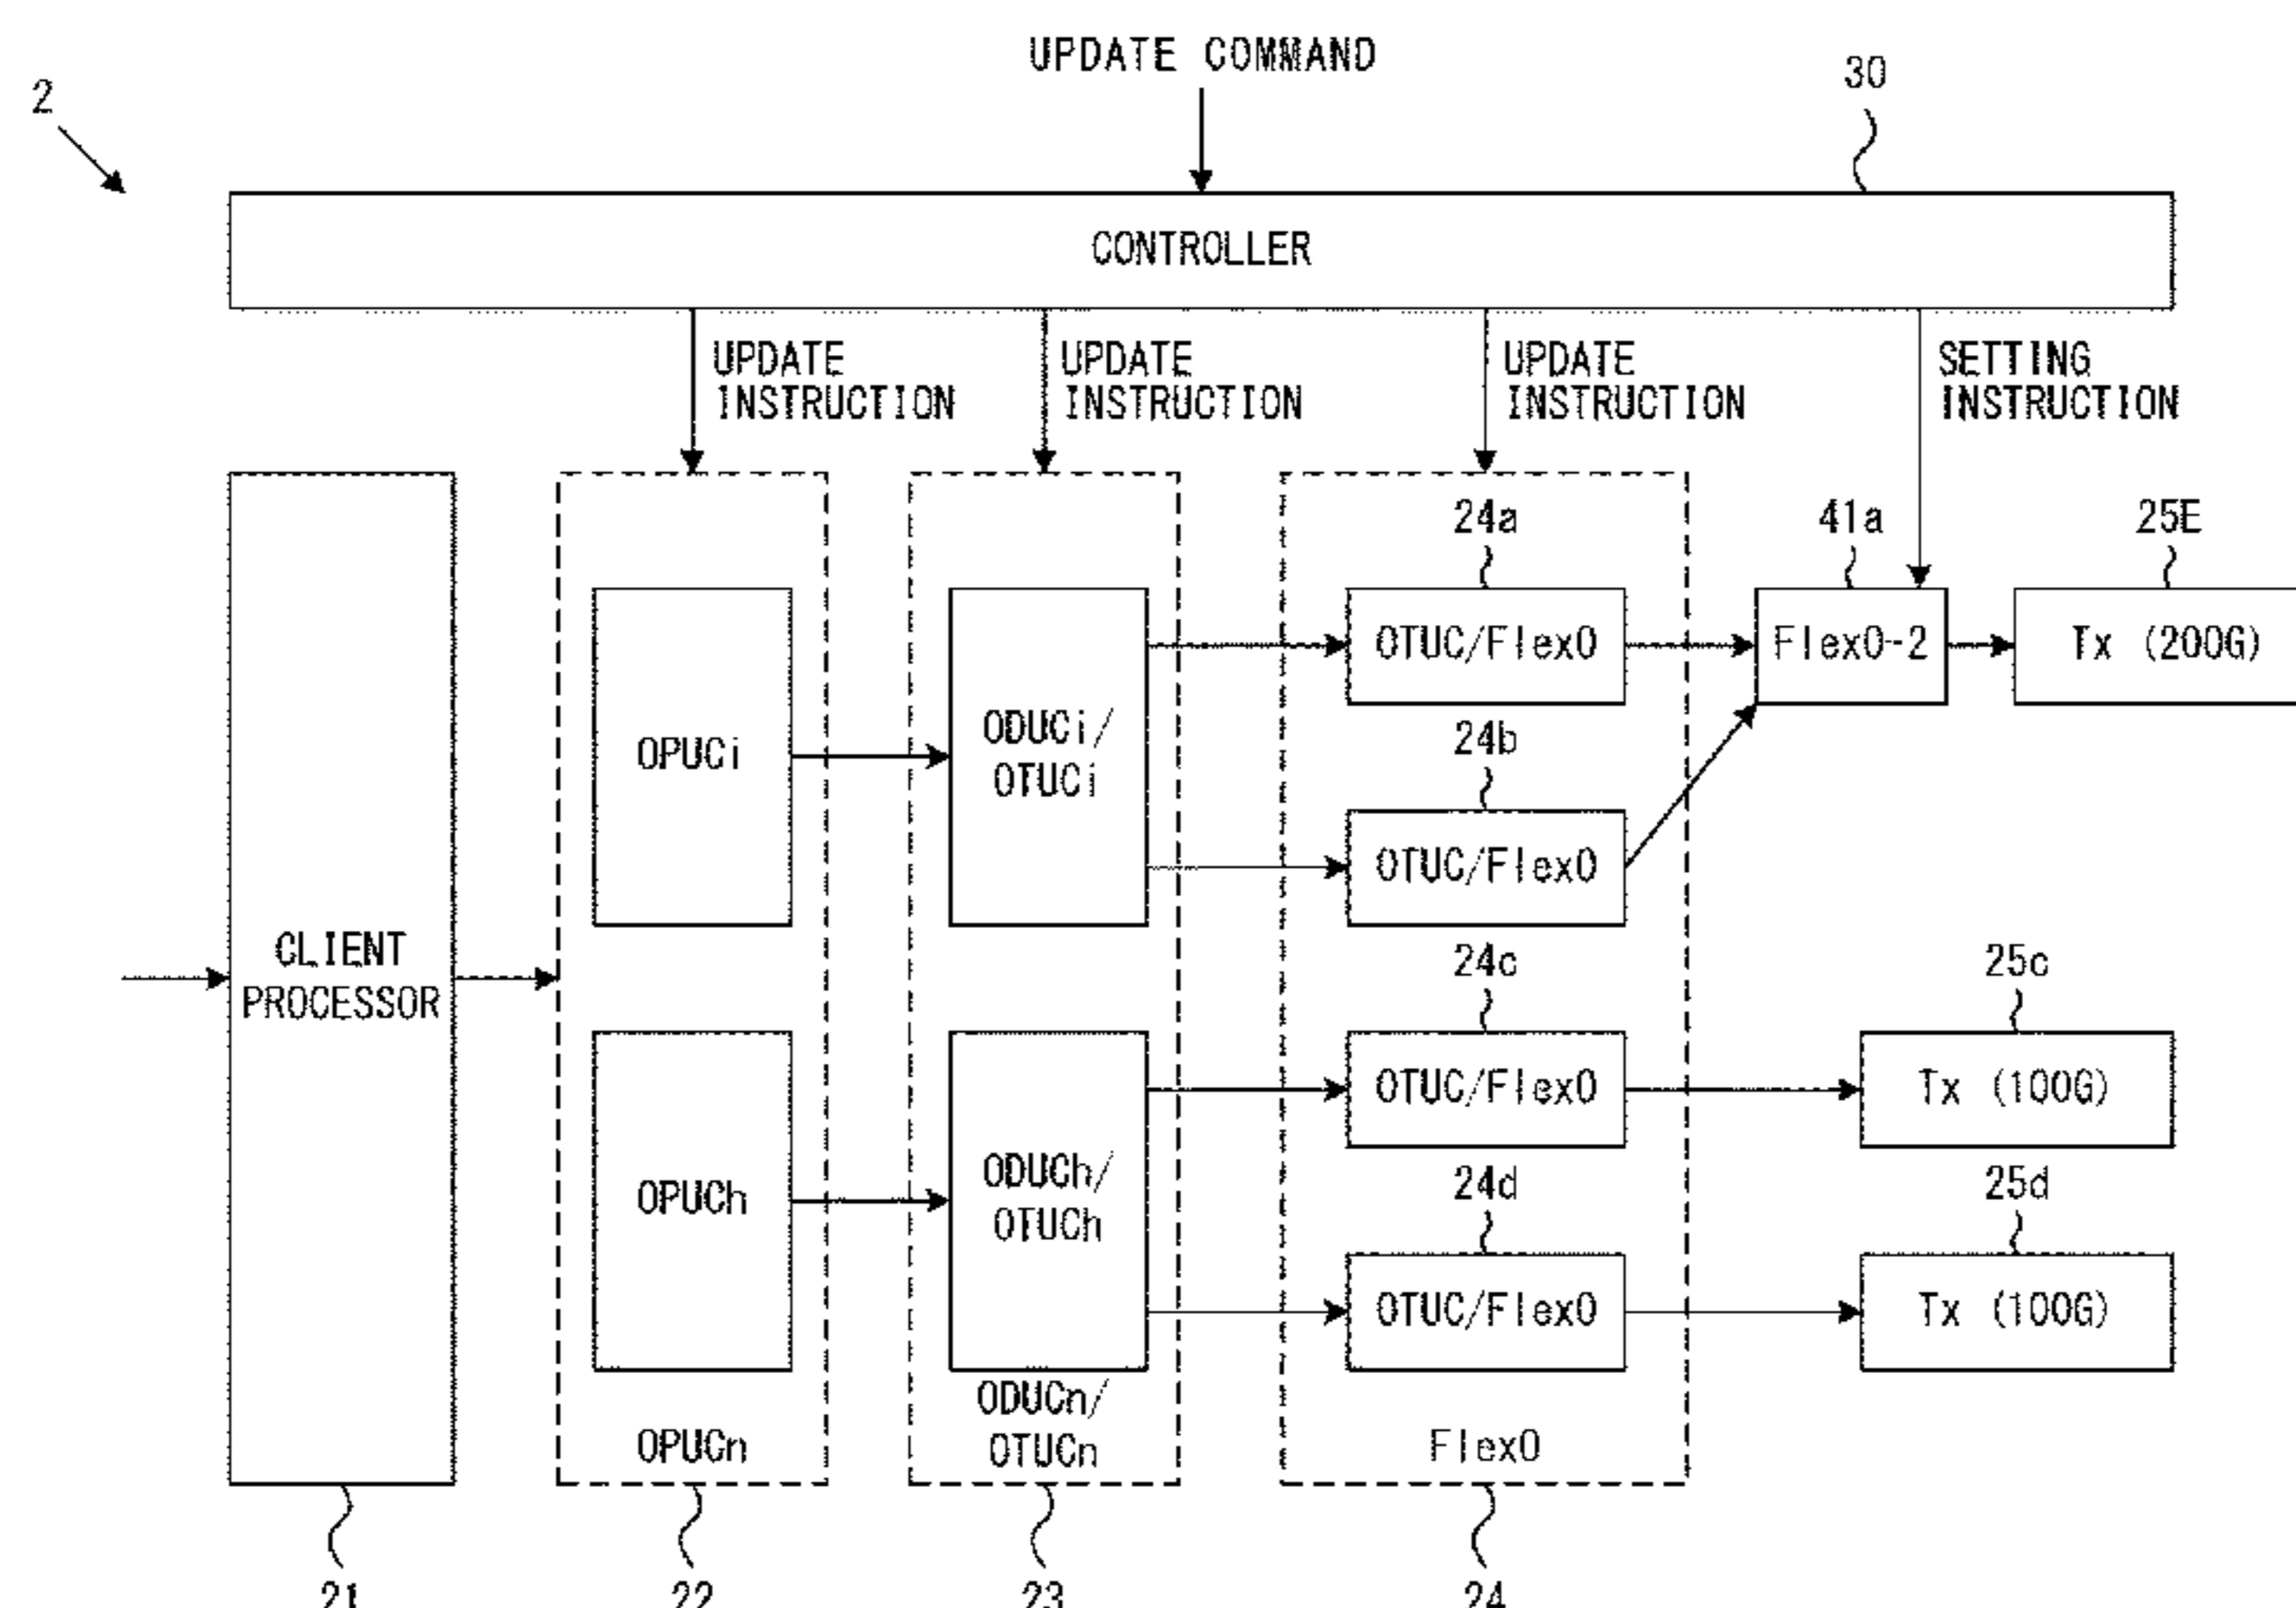 UPDATE COMMAND
30
2
CONTROLLER
UPDATE
INSTRUCTION
UPDATE
INSTRUCTION
UPDATE
INSTRUCTION
SETTING
INSTRUCTION
24a
41a
25E
OTUC/FlexO
FlexO-2
Tx (200G)
OPUCi
ODUCi/
OTUCi
24b
OTUC/FlexO
CLIENT
PROCESSOR
24c
25c
OTUC/FlexO
Tx (100G)
OPUCh
ODUCh/
OTUCh
24d
25d
OTUC/FlexO
Tx (100G)
OPUCn
ODUCn/
OTUCn
FlexO
21
22
23
24